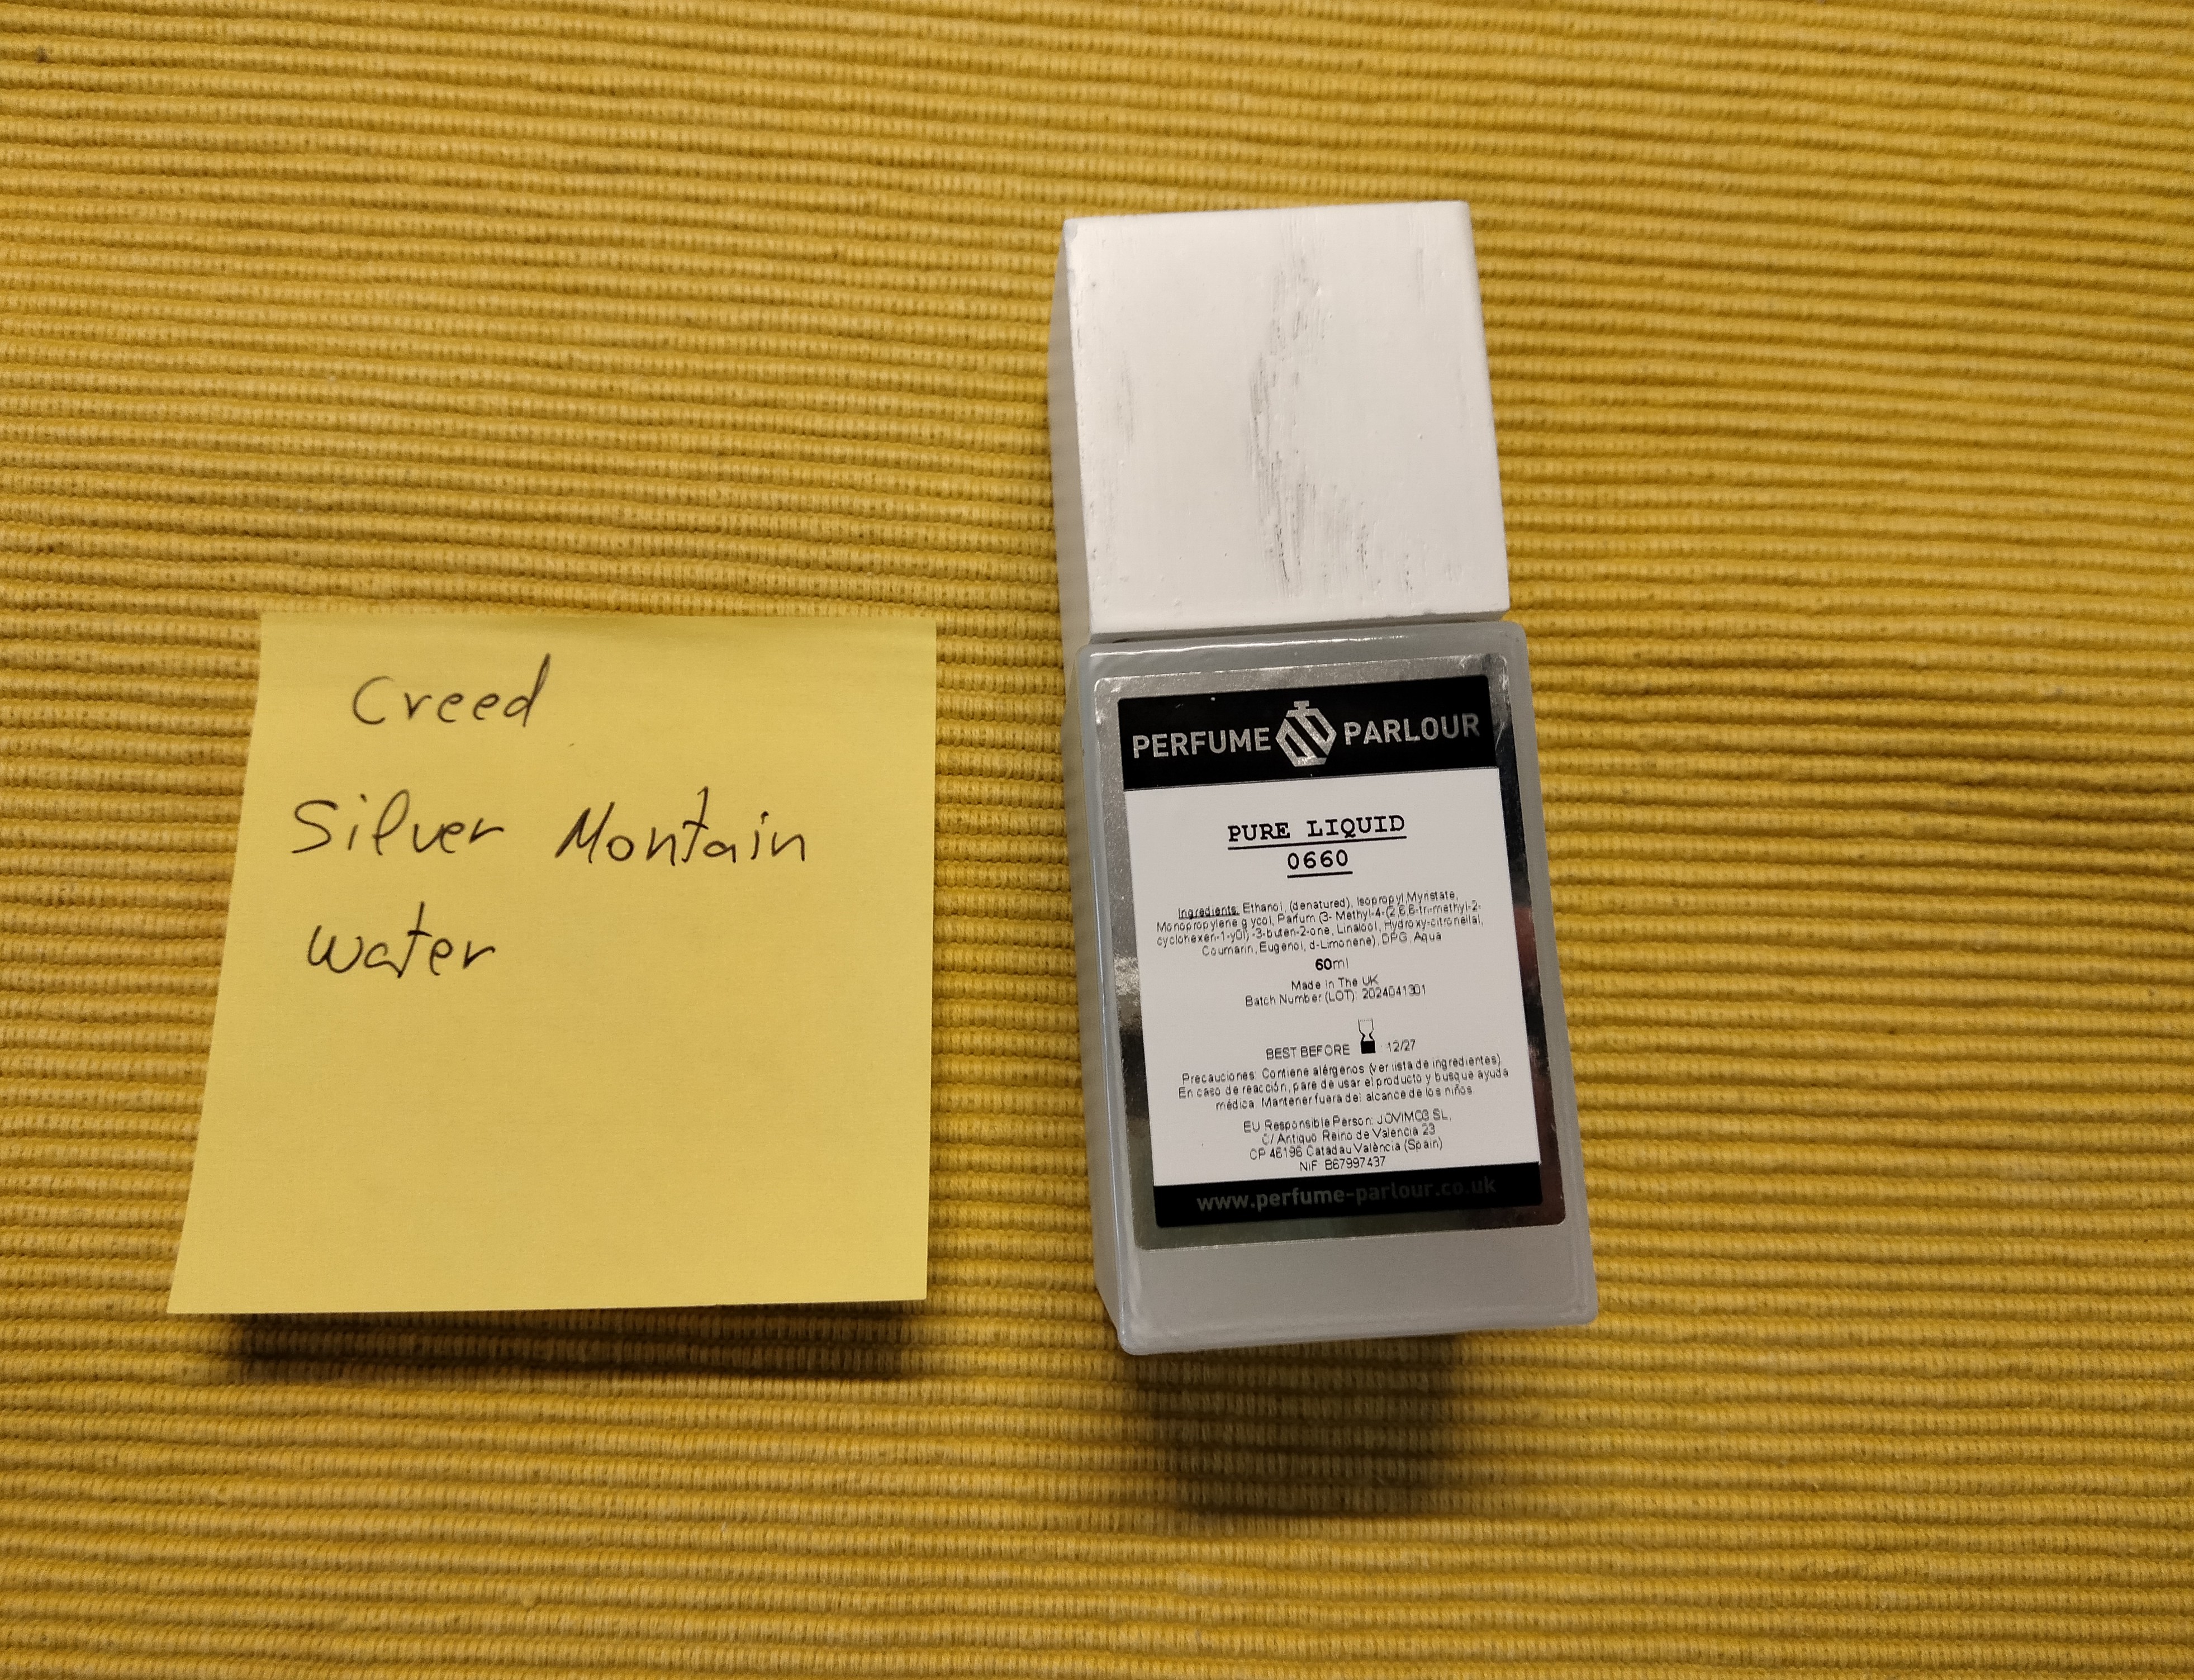 Creed
Silver Montain
Water
PERFUME PARLOUR
PURE LIQUID
0660
Ingredients: Ethanol, (denatured), Isopropyl Myristate,
Monopropylene glycol, Parfum (3- Methyl-4-(2,6,6-tri-methyl-2-
cyclohexen-1-yOl) -3-buten-2-one, Linalool, Hydroxy-citronellal,
Coumarin, Eugenol, d-Limonene), DPG, Aqua
60ml
Made in The UK
Batch Number (LOT): 2024041301
BEST BEFORE 12/27
Precauciones: Contiene alérgenos (ver lista de ingredientes).
En caso de reacción, pare de usar el producto y busque ayuda
médica. Mantener fuera del alcance de los niños
EU Responsible Person: JOVIMO3 SL,
C/ Antiquo Reino de Valencia 23
CP 46196 Catadau València (Spain)
NIF B67997437
www.perfume-parlour.co.uk